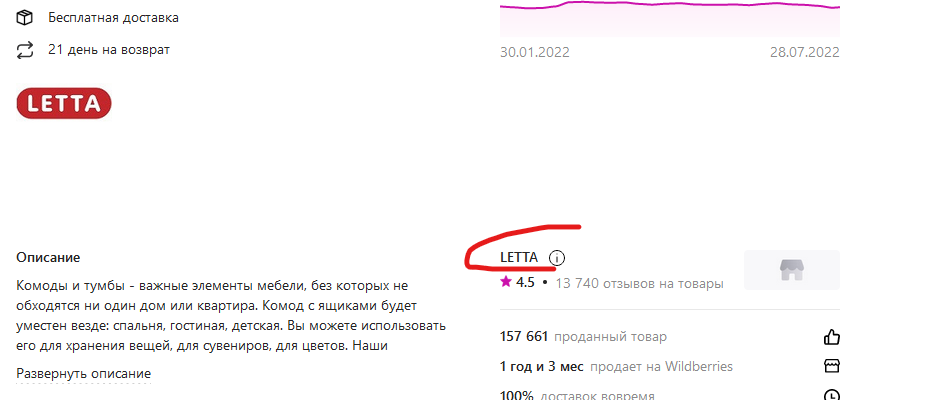 Бесплатная доставка
21 день на возврат
30.01.2022
28.07.2022
LETTA
Описание
Комоды и тумбы - важные элементы мебели, без которых не
обходятся ни один дом или квартира. Комод с ящиками будет
уместен везде: спальня, гостиная, детская. Вы можете использовать
его для хранения вещей, для сувениров, для цветов. Наши
Развернуть описание
LETTA
4.5 • 13 740 отзывов на товары
157 661 проданный товар
1 год и 3 мес продает на Wildberries
100% доставок вовремя